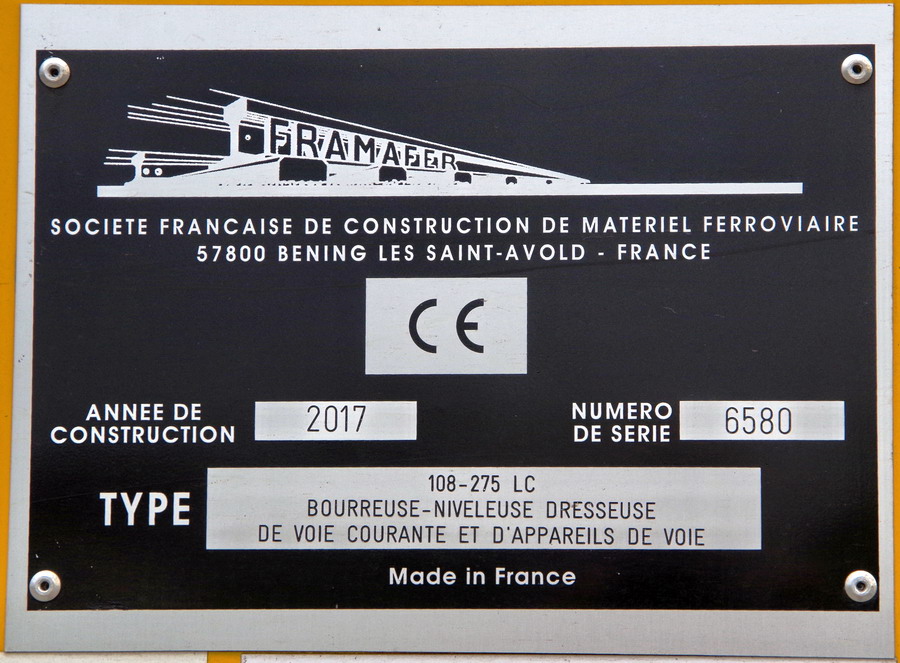 FRAMAFER
SOCIETE FRANCAISE DE CONSTRUCTION DE MATERIEL FERROVIAIRE
57800 BENING LES SAINT-AVOLD - FRANCE
CE
ANNEE DE
CONSTRUCTION
2017
NUMERO
DE SERIE
6580
TYPE
108-275 LC
BOURREUSE-NIVELEUSE DRESSEUSE
DE VOIE COURANTE ET D'APPAREILS DE VOIE
Made in France